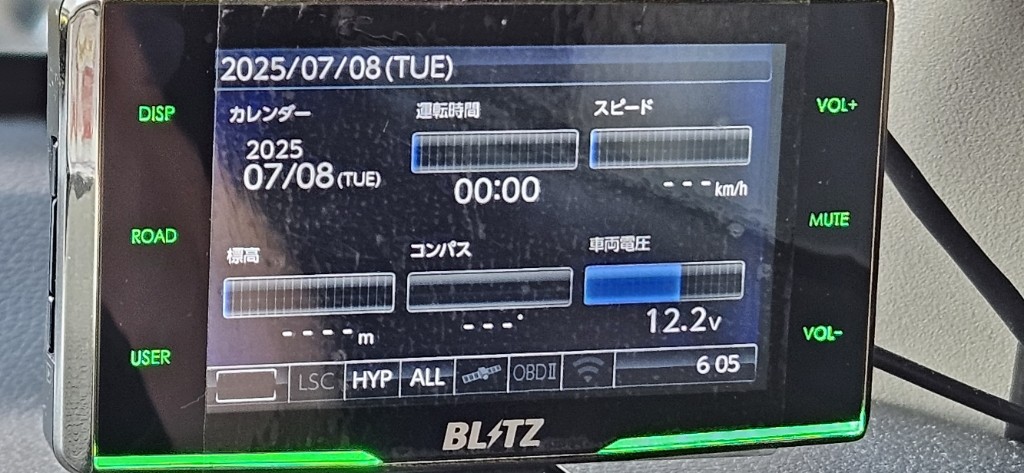 2025/07/08(TUE)
DISP
カレンダー
運転時間
スピード
VOL+
2025
07/08(TUE)
00:00
---km/h
ROAD
MUTE
標高
コンパス
車両電圧
----m
---°
12.2v
USER
VOL-
LSC HYP ALL OBDⅡ 6 05
BLITZ